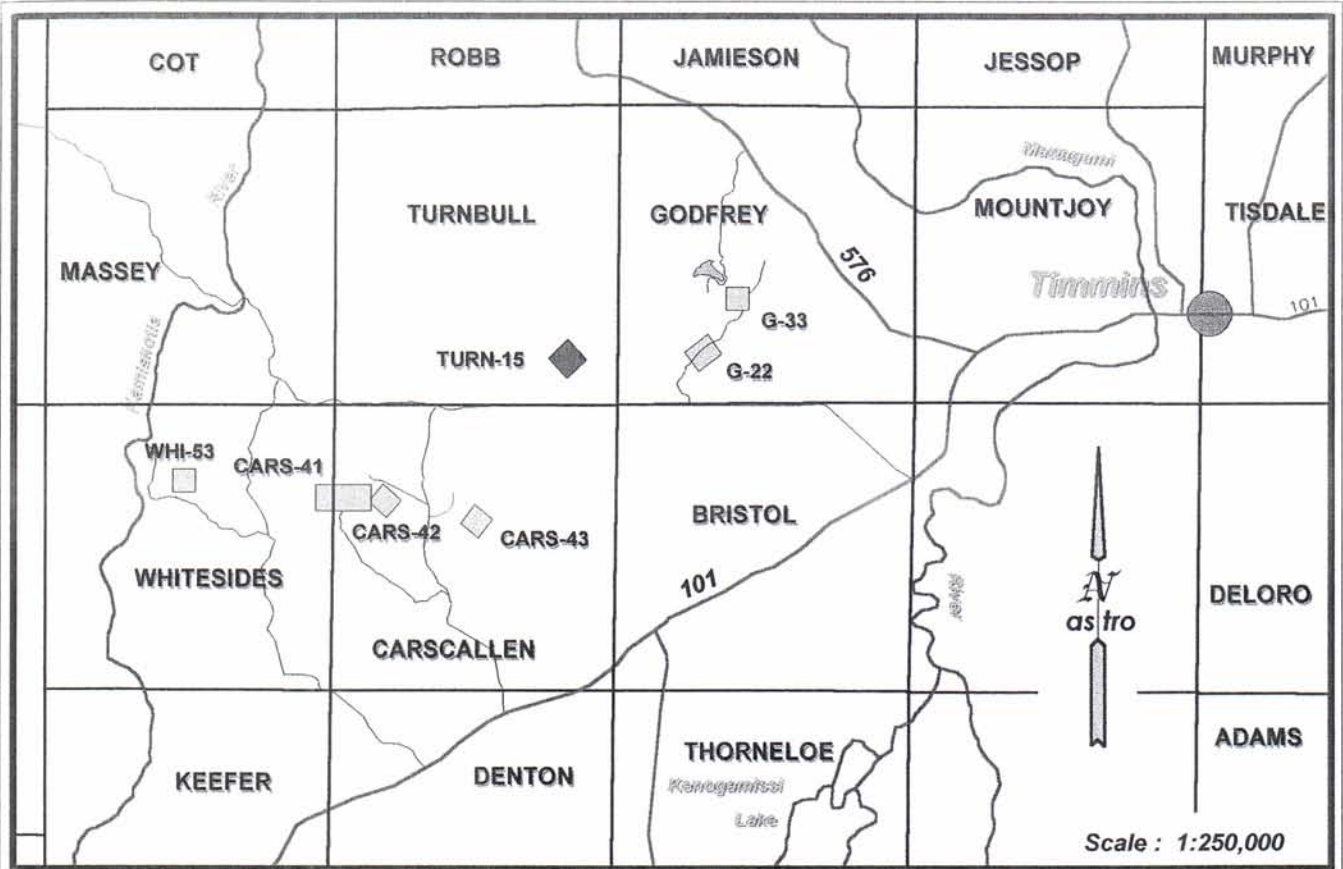 COT
ROBB
JAMIESON
JESSOP
MURPHY
River
Mattagami
TURNBULL
GODFREY
MOUNTJOY
TISDALE
MASSEY
576
Timmins
101
G-33
Kamiskotia
TURN-15
G-22
WHI-53
CARS-41
CARS-42
CARS-43
BRISTOL
WHITESIDES
101
River
N
astro
DELORO
CARSCALLEN
KEEFER
DENTON
THORNELOE
Kenogamissi
Lake
ADAMS
Scale : 1:250,000